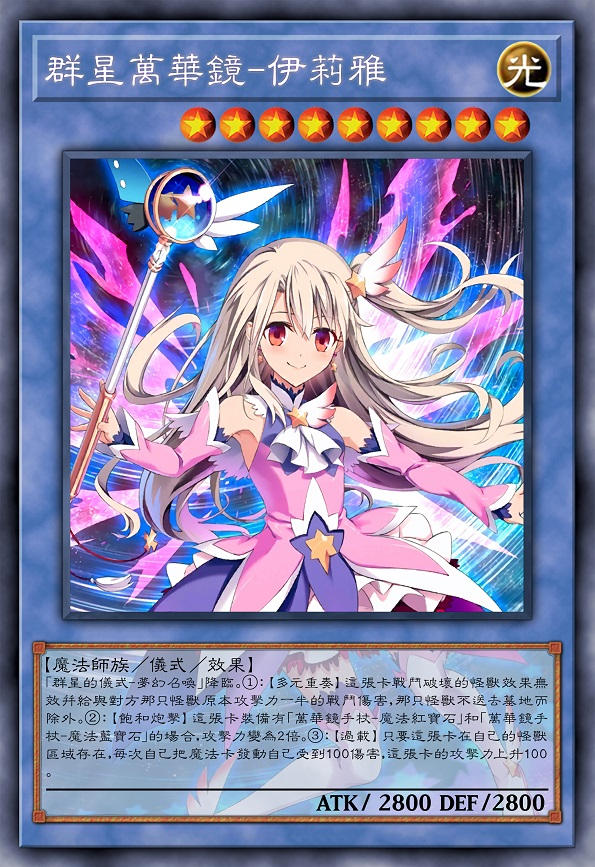 群星萬華鏡-伊莉雅
光
【魔法師族／儀式／效果】
「群星的儀式-夢幻召喚」降臨。①:【多元重奏】這張卡戰鬥破壞的怪獸效果無
效并給與對方那只怪獸原本攻擊力一半的戰鬥傷害,那只怪獸不送去墓地而
除外。②:【飽和炮擊】這張卡裝備有「萬華鏡手杖-魔法紅寶石」和「萬華鏡手
杖-魔法藍寶石」的場合,攻擊力變為2倍。③:【過載】只要這張卡在自己的怪獸
區域存在,每次自己把魔法卡發動自己受到100傷害,這張卡的攻擊力上升100
。
ATK/ 2800 DEF/2800